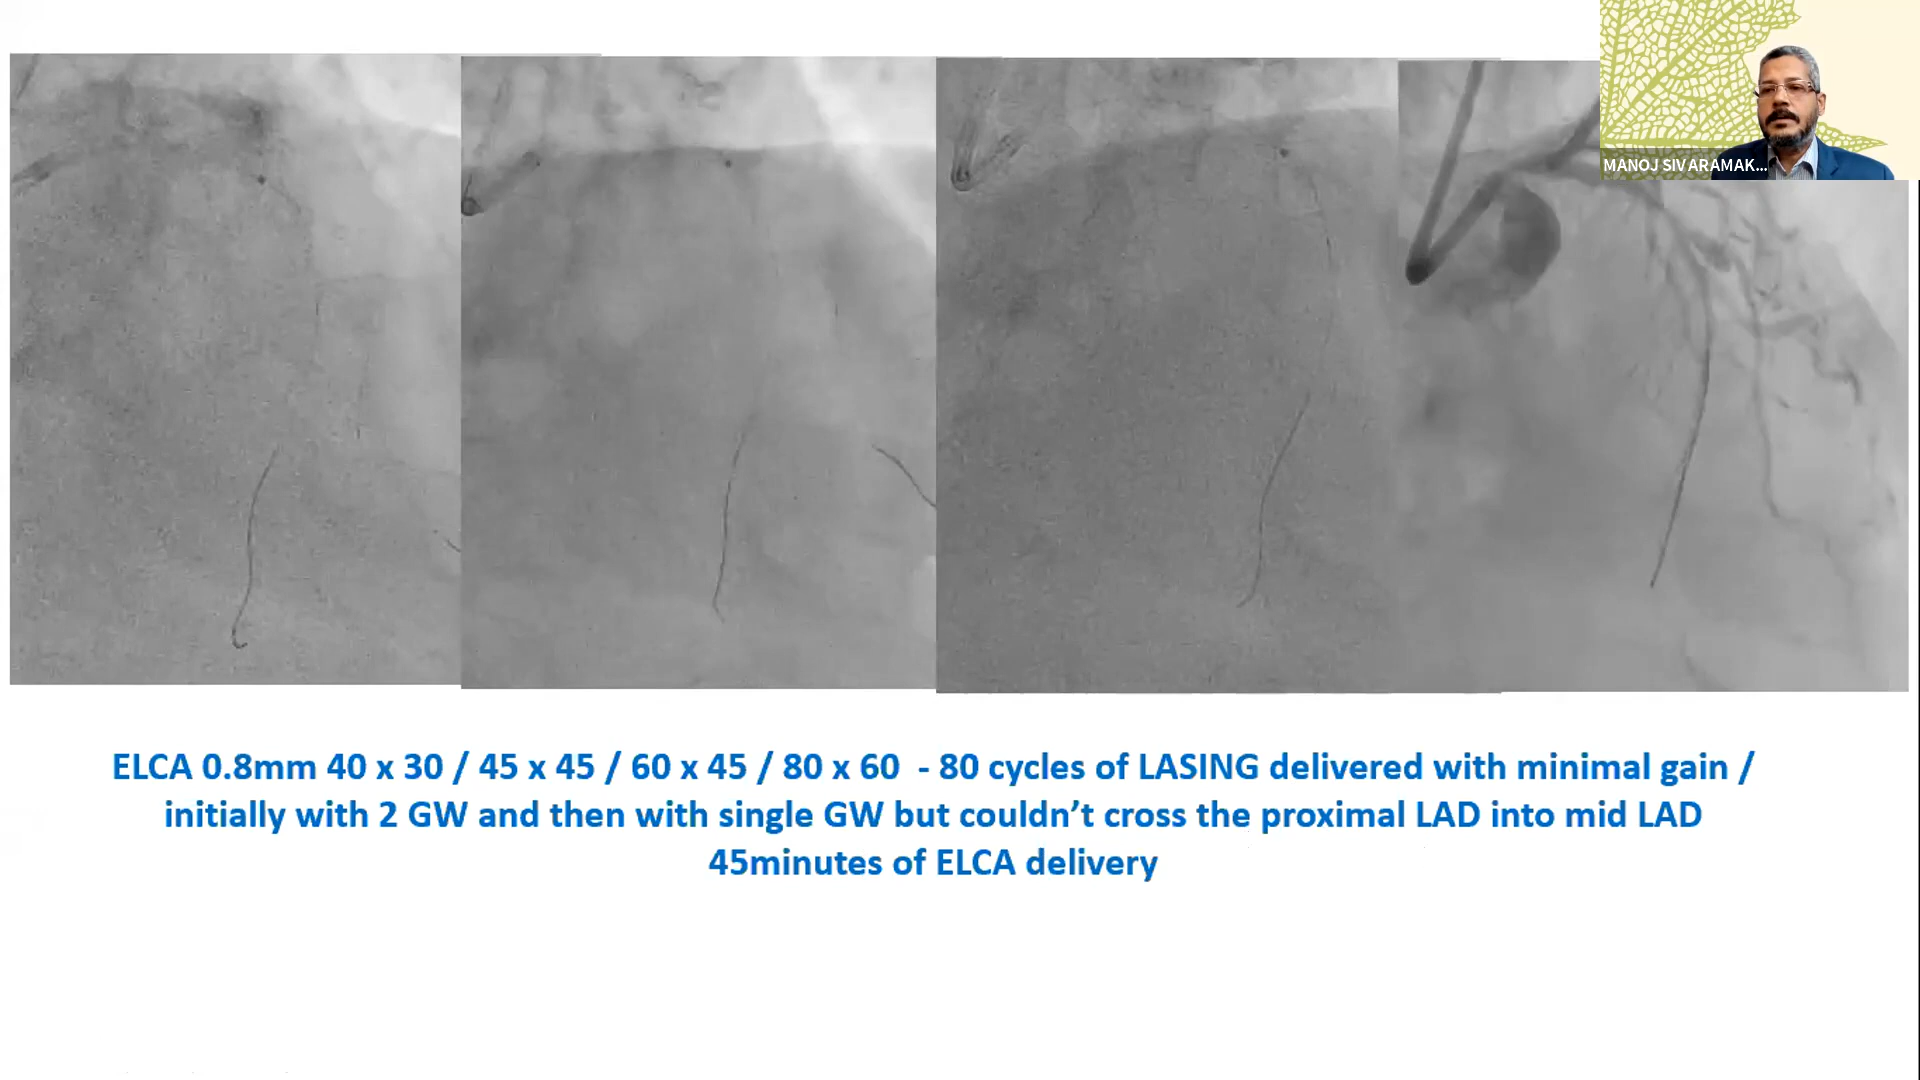 MANOJ SIVARAMAK...
ELCA 0.8mm 40 x 30 / 45 x 45 / 60 x 45 / 80 x 60 - 80 cycles of LASING delivered with minimal gain /
initially with 2 GW and then with single GW but couldn’t cross the proximal LAD into mid LAD
45minutes of ELCA delivery